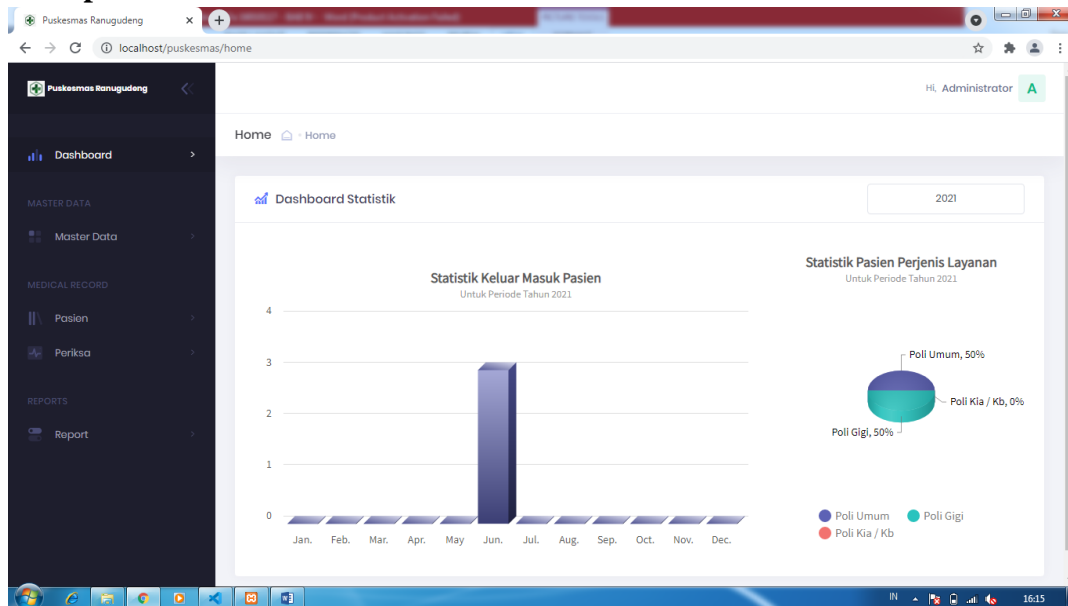 Puskesmas Ranugudeng
localhost/puskesmas/home
Puskesmas Ranugudeng
Hi, Administrator A
Home Home
Dashboard
MASTER DATA
Master Data
MEDICAL RECORD
Pasien
Periksa
REPORTS
Report
Dashboard Statistik
2021
Statistik Keluar Masuk Pasien
Untuk Periode Tahun 2021
4
3
2
1
0
Jan. Feb. Mar. Apr. May Jun. Jul. Aug. Sep. Oct. Nov. Dec.
Statistik Pasien Perjenis Layanan
Untuk Periode Tahun 2021
Poli Umum, 50%
Poli Kia / Kb, 0%
Poli Gigi, 50%
Poli Umum Poli Gigi
Poli Kia / Kb
IN 16:15